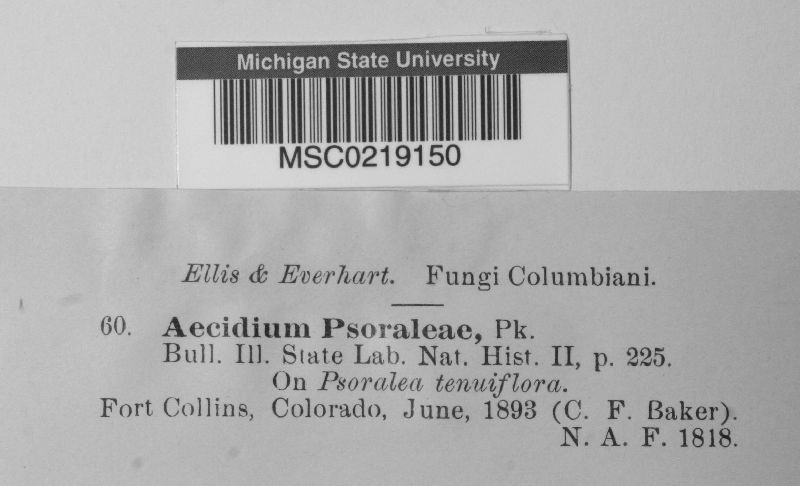 Michigan State University
MSC0219150
Ellis & Everhart. Fungi Columbiani.
60. Aecidium Psoraleae, Pk.
Bull. Ill. State Lab. Nat. Hist. II, p. 225.
On Psoralea tenuiflora.
Fort Collins, Colorado, June, 1893 (C. F. Baker).
N. A. F. 1818.